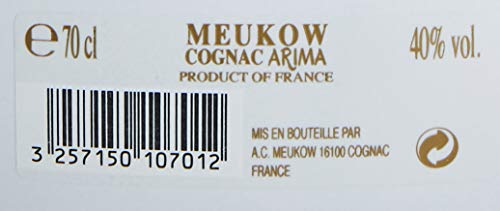 ℮ 70 cl
MEUKOW
COGNAC ARIMA
PRODUCT OF FRANCE
40% vol.
3 257150 107012
MIS EN BOUTEILLE PAR
A.C. MEUKOW 16100 COGNAC
FRANCE